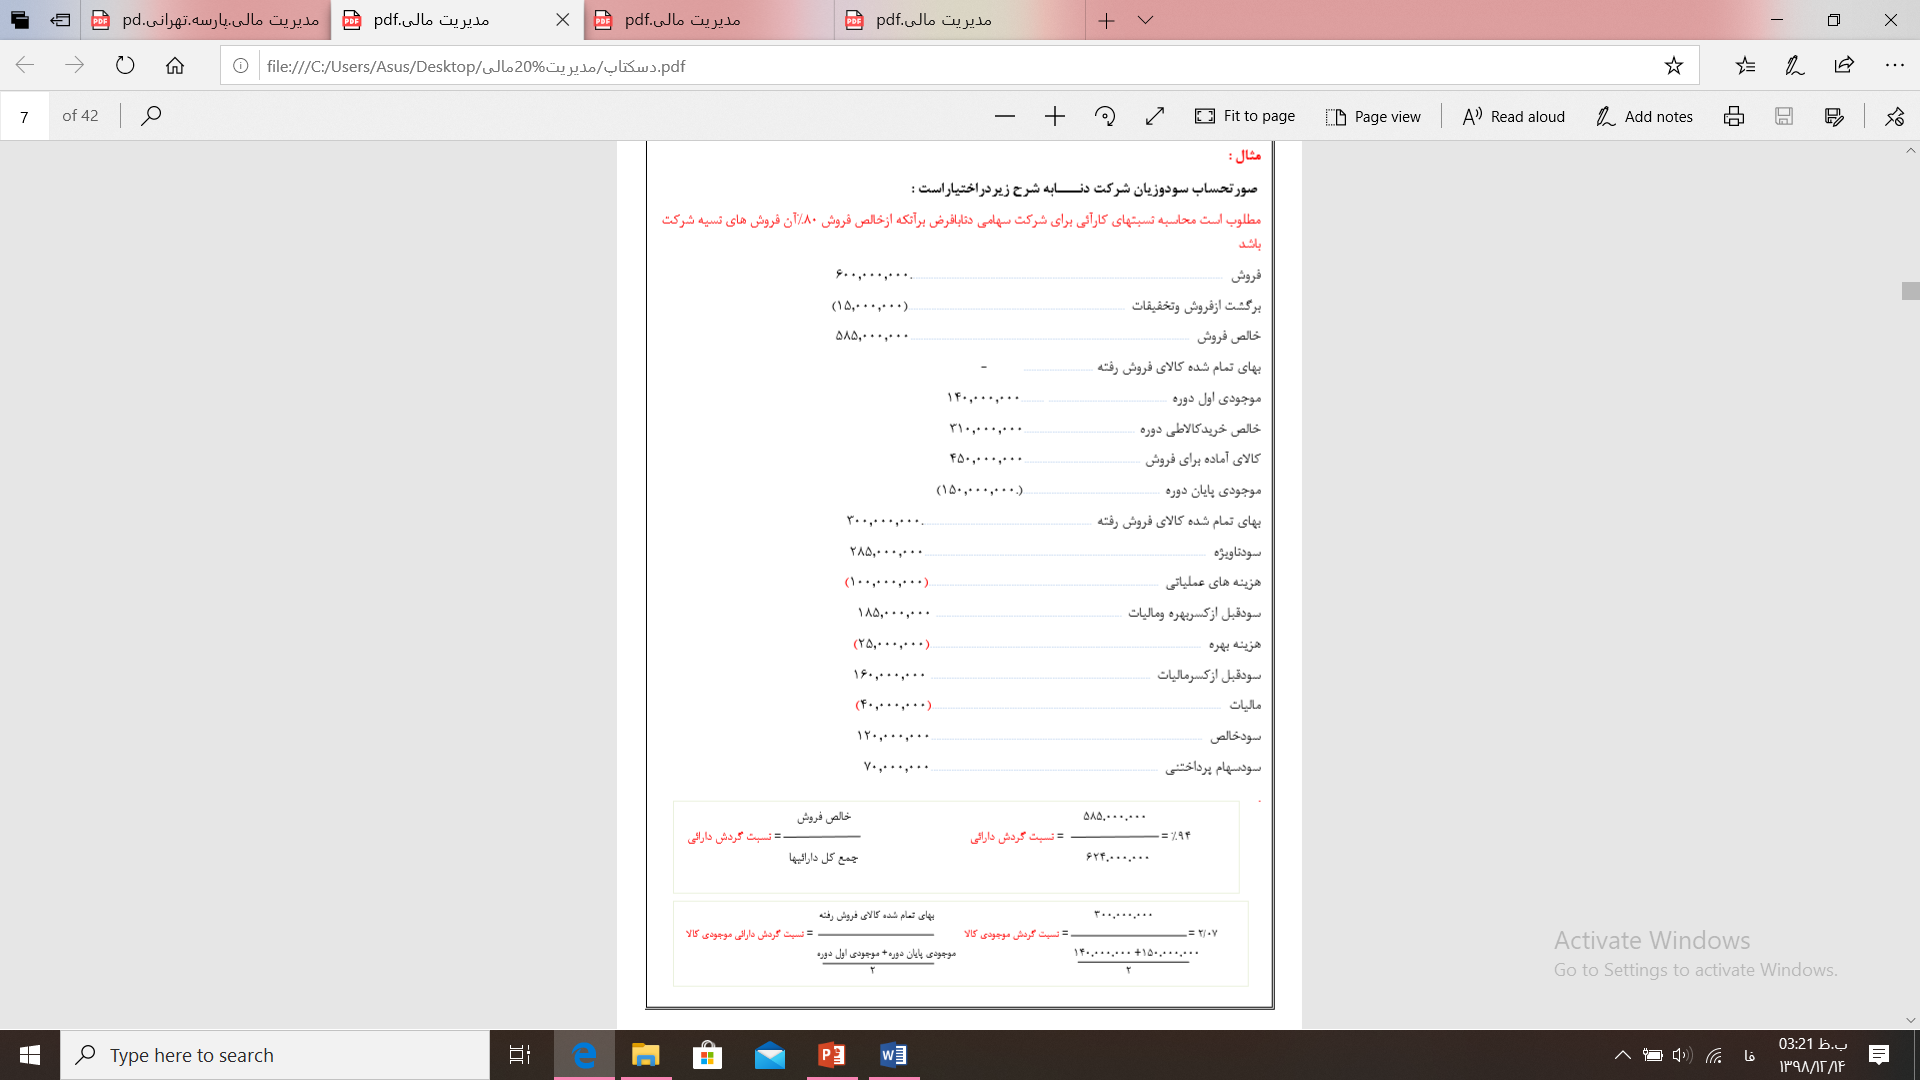 مدیریت مالی.پارسه.تهرانی.pd
مدیریت مالی.pdf
مدیریت مالی.pdf
مدیریت مالی.pdf
file:///C:/Users/Asus/Desktop/دسکتاپ/مدیریت%20مالی.pdf
7 of 42
Fit to page
Page view
Read aloud
Add notes
مثال :
صورتحساب سودوزیان شرکت دنـــــابه شرح زیردراختیاراست :
مطلوب است محاسبه نسبتهای کارآئی برای شرکت سهامی دنابافرض برآنکه ازخالص فروش ۸۰٪آن فروش های نسیه شرکت
باشد
فروش ۶۰۰,۰۰۰,۰۰۰.
برگشت ازفروش وتخفیفات (۱۵,۰۰۰,۰۰۰)
خالص فروش ۵۸۵,۰۰۰,۰۰۰
بهای تمام شده کالای فروش رفته -
موجودی اول دوره ۱۴۰,۰۰۰,۰۰۰
خالص خریدکالاطی دوره ۳۱۰,۰۰۰,۰۰۰
کالای آماده برای فروش ۴۵۰,۰۰۰,۰۰۰
موجودی پایان دوره (۱۵۰,۰۰۰,۰۰۰.)
بهای تمام شده کالای فروش رفته ۳۰۰,۰۰۰,۰۰۰.
سودناویژه ۲۸۵,۰۰۰,۰۰۰
هزینه های عملیاتی (۱۰۰,۰۰۰,۰۰۰)
سودقبل ازکسربهره ومالیات ۱۸۵,۰۰۰,۰۰۰
هزینه بهره (۲۵,۰۰۰,۰۰۰)
سودقبل ازکسرمالیات ۱۶۰,۰۰۰,۰۰۰
مالیات (۴۰,۰۰۰,۰۰۰)
سودخالص ۱۲۰,۰۰۰,۰۰۰
سودسهام پرداختنی ۷۰,۰۰۰,۰۰۰
خالص فروش
نسبت گردش دارائی =
جمع کل دارائیها
۵۸۵.۰۰۰.۰۰۰
نسبت گردش دارائی = = ٪۹۴
۶۲۴.۰۰۰.۰۰۰
بهای تمام شده کالای فروش رفته
نسبت گردش دارائی موجودی کالا =
موجودی پایان دوره + موجودی اول دوره
۲
۳۰۰.۰۰۰.۰۰۰
نسبت گردش موجودی کالا = = ۲/۰۷
۱۴۰.۰۰۰.۰۰۰ +۱۵۰.۰۰۰.۰۰۰
۲
Activate Windows
Go to Settings to activate Windows.
Type here to search
فا
03:21 ب.ظ
۱۳۹۸/۱۲/۱۴